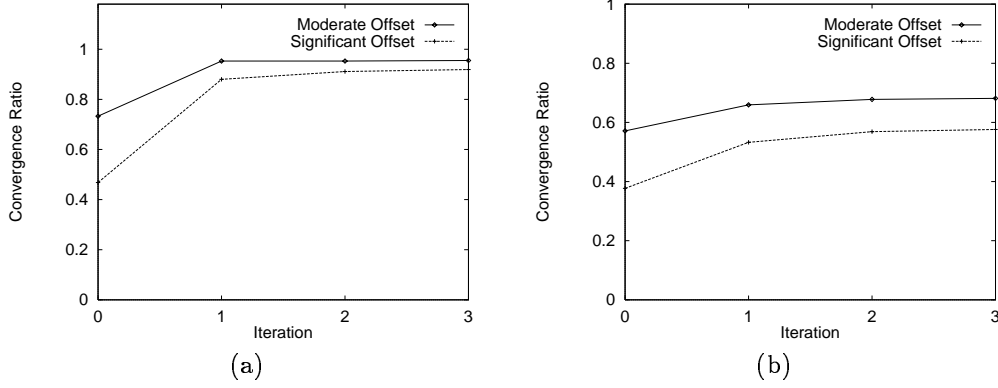 Moderate Offset
Significant Offset
1
0.8
0.6
0.4
0.2
0
Convergence Ratio
0 1 2 3
Iteration
(a)
Moderate Offset
Significant Offset
1
0.8
0.6
0.4
0.2
0
Convergence Ratio
0 1 2 3
Iteration
(b)